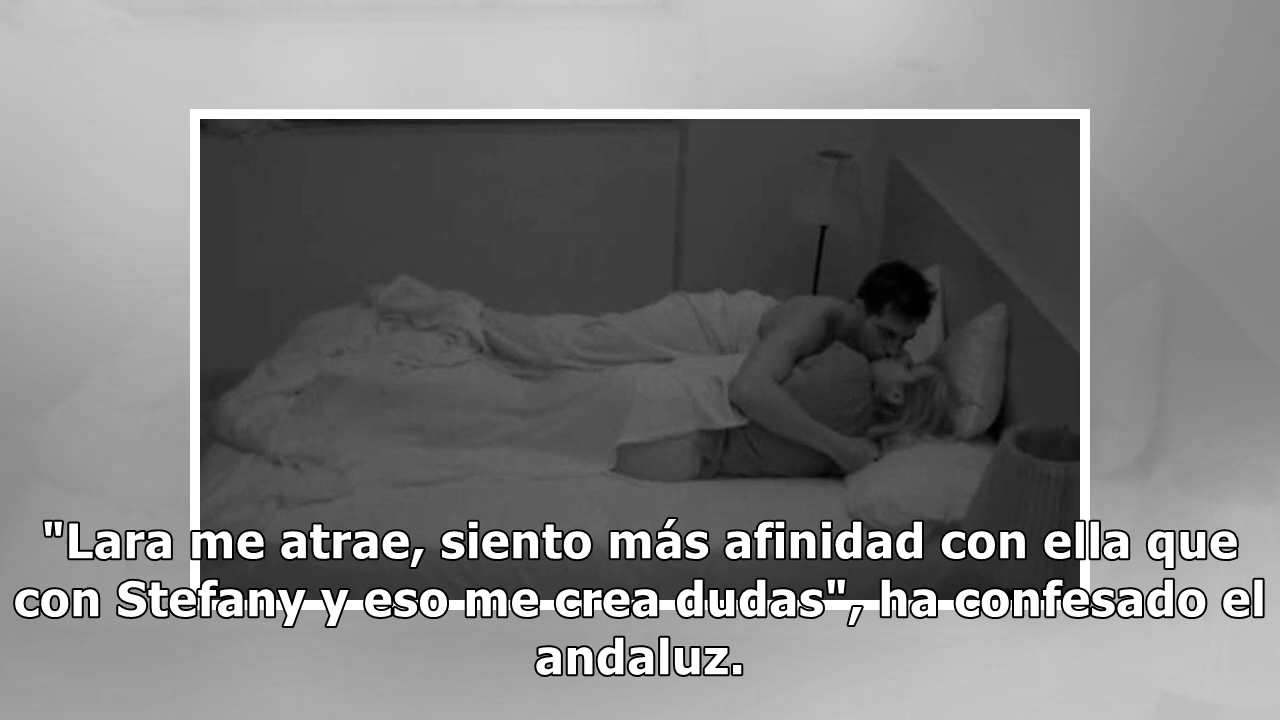 "Lara me atrae, siento más afinidad con ella que
con Stefany y eso me crea dudas", ha confesado el
andaluz.